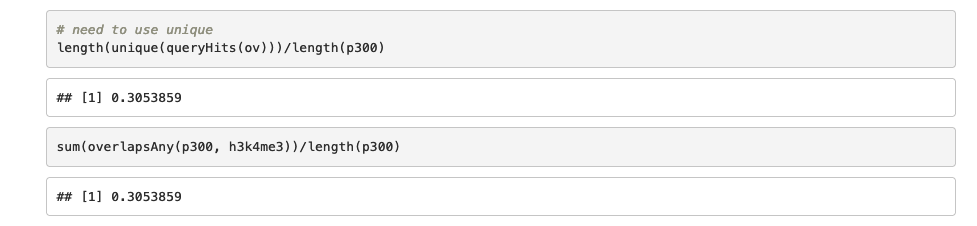 # need to use unique
length(unique(queryHits(ov)))/length(p300)
## [1] 0.3053859
sum(overlapsAny(p300, h3k4me3))/length(p300)
## [1] 0.3053859